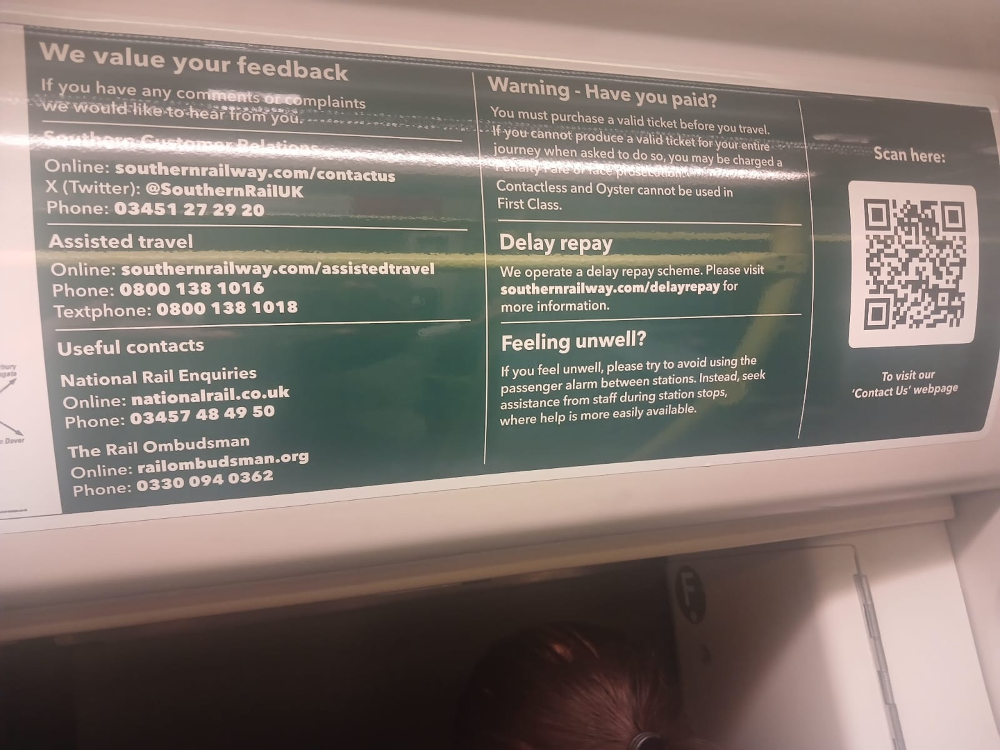 We value your feedback
If you have any comments or complaints
we would like to hear from you.
Southern Customer Relations
Online: southernrailway.com/contactus
X (Twitter): @SouthernRailUK
Phone: 03451 27 29 20
Assisted travel
Online: southernrailway.com/assistedtravel
Phone: 0800 138 1016
Textphone: 0800 138 1018
Useful contacts
National Rail Enquiries
Online: nationalrail.co.uk
Phone: 03457 48 49 50
The Rail Ombudsman
Online: railombudsman.org
Phone: 0330 094 0362
Warning - Have you paid?
You must purchase a valid ticket before you travel.
If you cannot produce a valid ticket for your entire
journey when asked to do so, you may be charged a
Penalty Fare or face prosecution.
Contactless and Oyster cannot be used in
First Class.
Delay repay
We operate a delay repay scheme. Please visit
southernrailway.com/delayrepay for
more information.
Feeling unwell?
If you feel unwell, please try to avoid using the
passenger alarm between stations. Instead, seek
assistance from staff during station stops,
where help is more easily available.
Scan here:
To visit our
'Contact Us' webpage
Dover
F